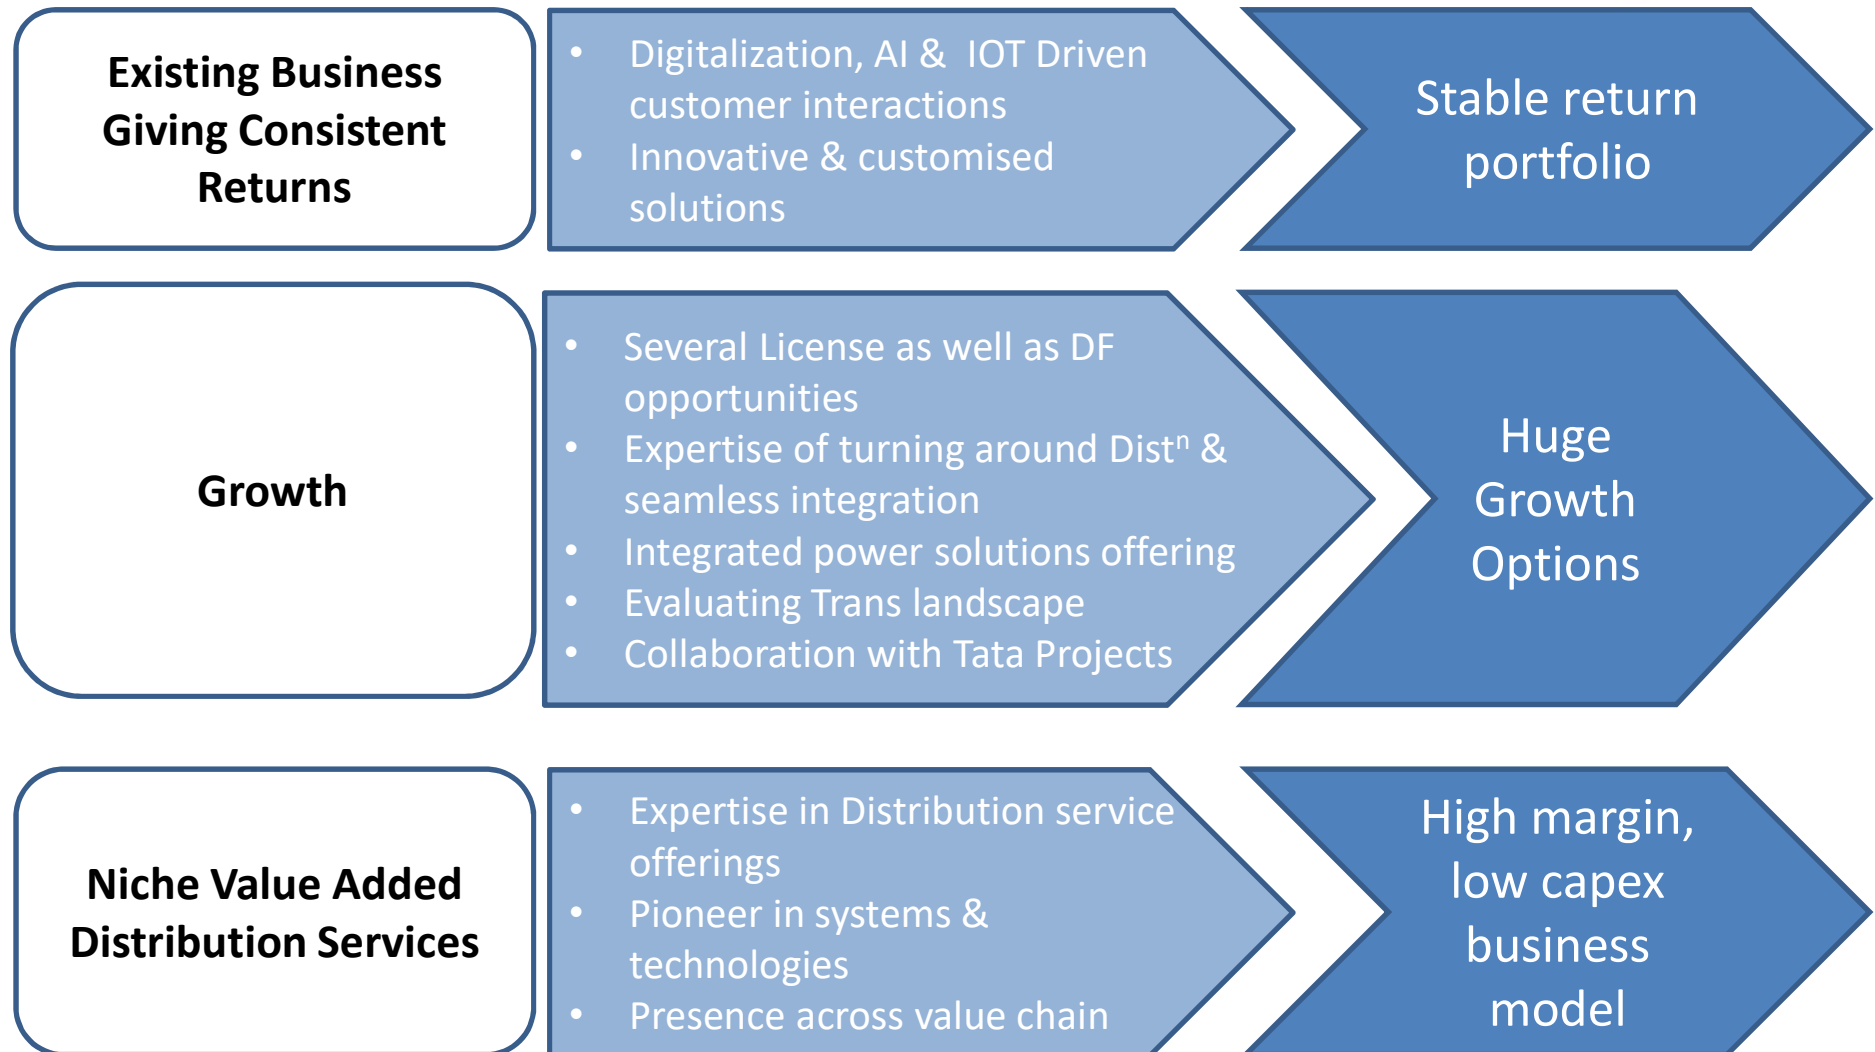 Existing Business
Giving Consistent
Returns
• Digitalization, AI & IOT Driven
customer interactions
• Innovative & customised
solutions
Stable return
portfolio
Growth
• Several License as well as DF
opportunities
• Expertise of turning around Distⁿ &
seamless integration
• Integrated power solutions offering
• Evaluating Trans landscape
• Collaboration with Tata Projects
Huge
Growth
Options
Niche Value Added
Distribution Services
• Expertise in Distribution service
offerings
• Pioneer in systems &
technologies
• Presence across value chain
High margin,
low capex
business
model